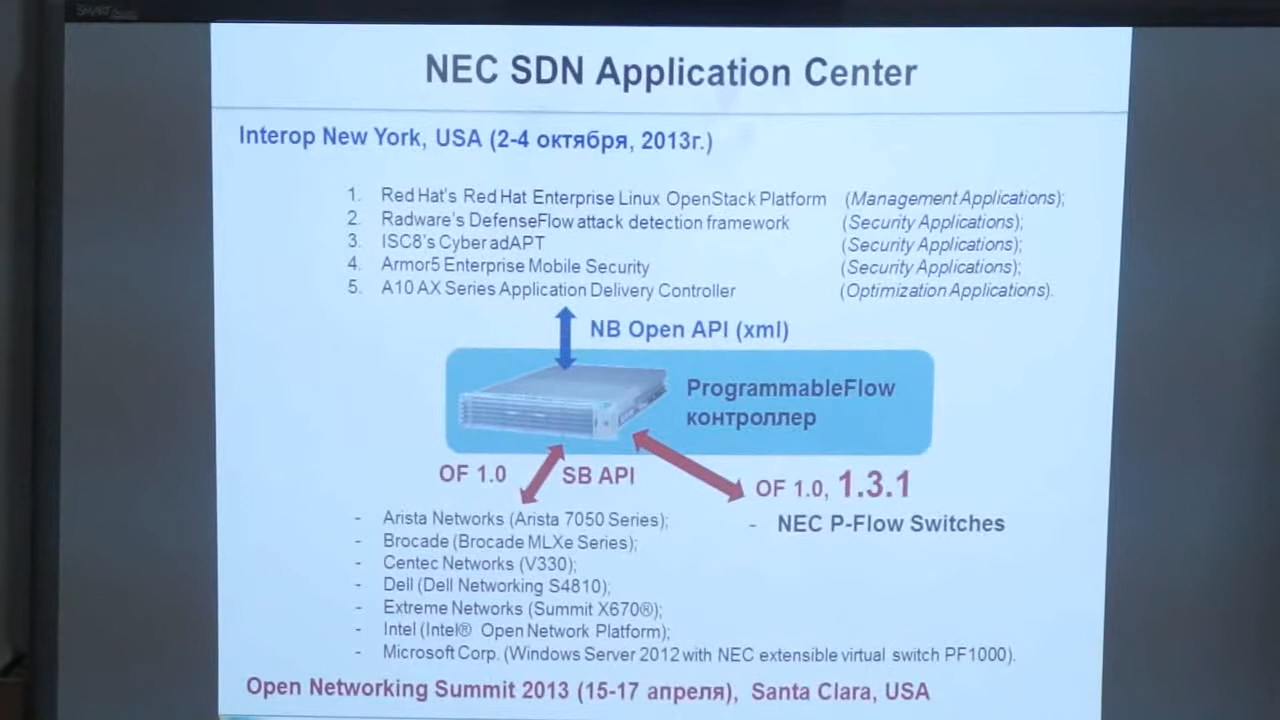 SMART
NEC SDN Application Center
Interop New York, USA (2-4 октября, 2013г.)
1. Red Hat's Red Hat Enterprise Linux OpenStack Platform (Management Applications);
2. Radware's DefenseFlow attack detection framework (Security Applications);
3. ISC8's Cyber adAPT (Security Applications);
4. Armor5 Enterprise Mobile Security (Security Applications);
5. A10 AX Series Application Delivery Controller (Optimization Applications).
NB Open API (xml)
ProgrammableFlow
контроллер
OF 1.0 SB API
OF 1.0, 1.3.1
- Arista Networks (Arista 7050 Series);
- NEC P-Flow Switches
- Brocade (Brocade MLXe Series);
- Centec Networks (V330);
- Dell (Dell Networking S4810);
- Extreme Networks (Summit X670®);
- Intel (Intel® Open Network Platform);
- Microsoft Corp. (Windows Server 2012 with NEC extensible virtual switch PF1000).
Open Networking Summit 2013 (15-17 апреля), Santa Clara, USA